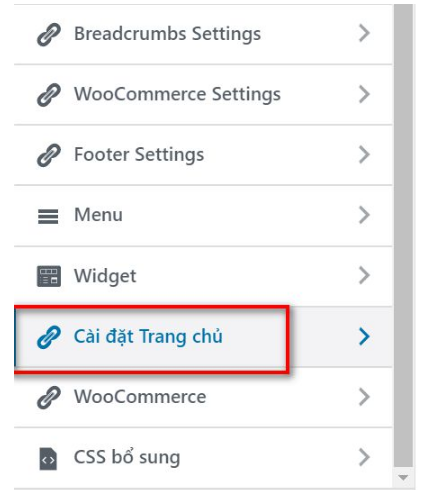 Breadcrumbs Settings
WooCommerce Settings
Footer Settings
Menu
Widget
Cài đặt Trang chủ
WooCommerce
CSS bổ sung